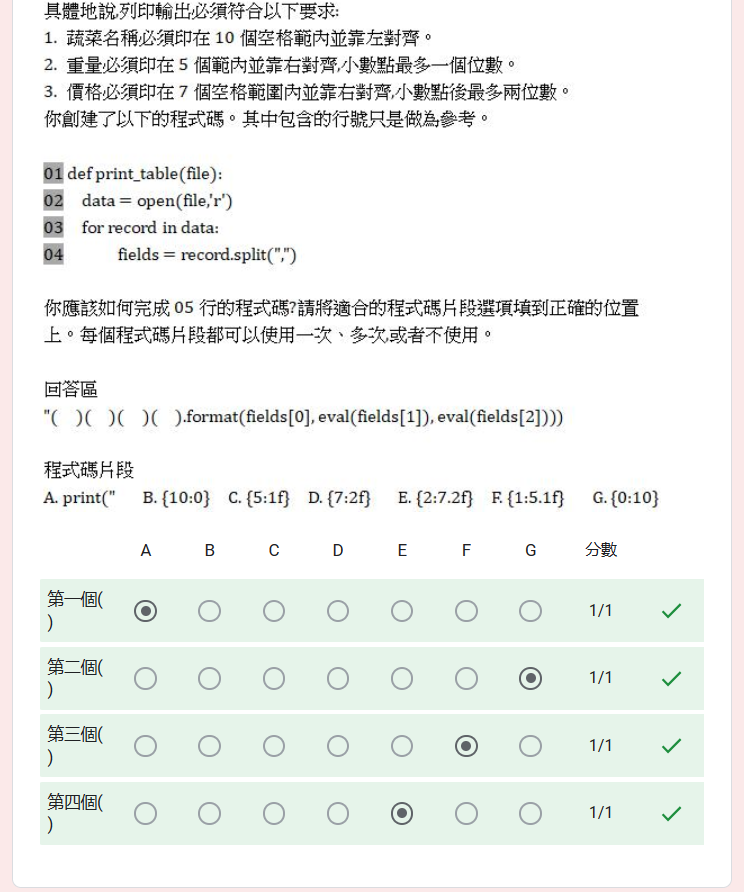 具體地說,列印輸出必須符合以下要求:
1. 蔬菜名稱必須印在 10 個空格範內並靠左對齊。
2. 重量必須印在 5 個範內並靠右對齊,小數點最多一個位數。
3. 價格必須印在 7 個空格範圍內並靠右對齊,小數點後最多兩位數。
你創建了以下的程式碼。其中包含的行號只是做為參考。
01 def print_table(file):
02 data = open(file,'r')
03 for record in data:
04 fields = record.split(",")
你應該如何完成 05 行的程式碼?請將適合的程式碼片段選項填到正確的位置
上。每個程式碼片段都可以使用一次、多次,或者不使用。
回答區
"( )( )( )( ).format(fields[0], eval(fields[1]), eval(fields[2])))
程式碼片段
A. print(" B. {10:0} C. {5:1f} D. {7:2f} E. {2:7.2f} F. {1:5.1f} G. {0:10}
A B C D E F G 分數
第一個(
) 1/1
第二個(
) 1/1
第三個(
) 1/1
第四個(
) 1/1